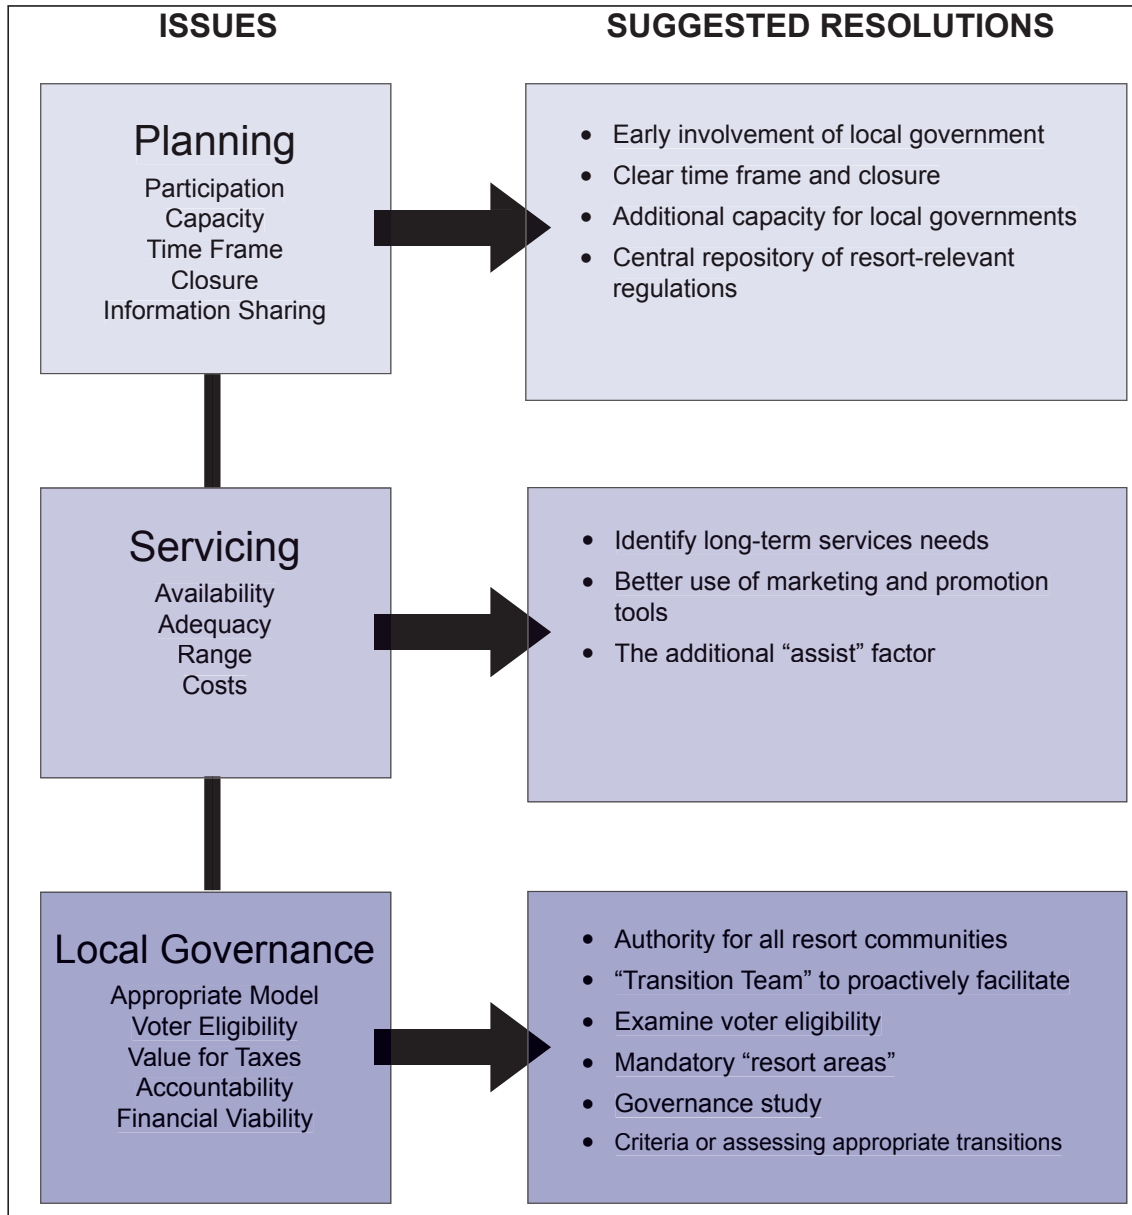 ISSUES
SUGGESTED RESOLUTIONS
Planning
Participation
Capacity
Time Frame
Closure
Information Sharing
• Early involvement of local government
• Clear time frame and closure
• Additional capacity for local governments
• Central repository of resort-relevant
regulations
Servicing
Availability
Adequacy
Range
Costs
• Identify long-term services needs
• Better use of marketing and promotion
tools
• The additional “assist” factor
Local Governance
Appropriate Model
Voter Eligibility
Value for Taxes
Accountability
Financial Viability
• Authority for all resort communities
• “Transition Team” to proactively facilitate
• Examine voter eligibility
• Mandatory “resort areas”
• Governance study
• Criteria or assessing appropriate transitions